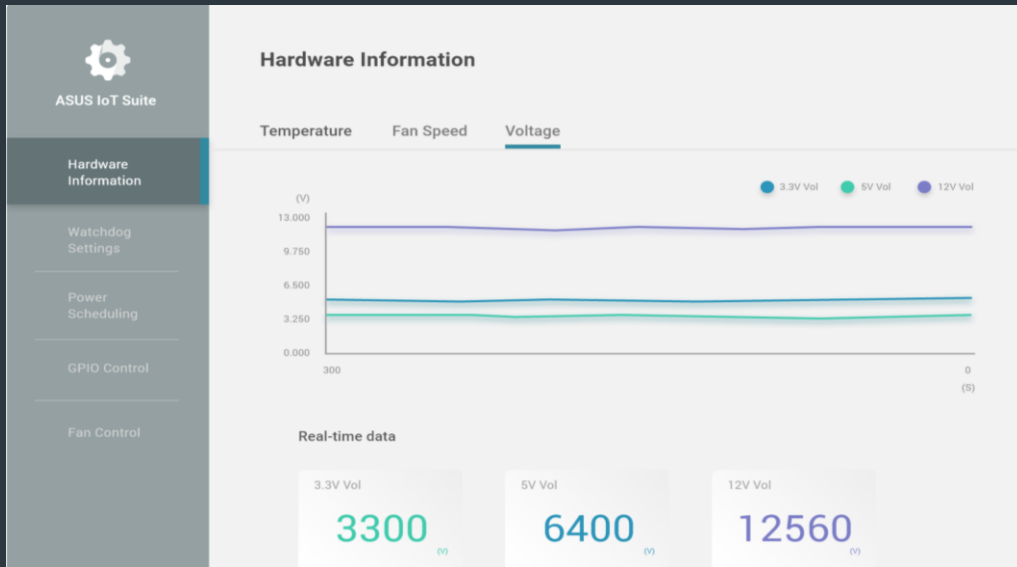 ASUS IoT Suite
Hardware
Information
Watchdog
Settings
Power
Scheduling
GPIO Control
Fan Control
Hardware Information
Temperature Fan Speed Voltage
3.3V Vol 5V Vol 12V Vol
(V)
13.000
9.750
6.500
3.250
0.000
300 0
(S)
Real-time data
3.3V Vol 5V Vol 12V Vol
3300 (V) 6400 (V) 12560 (V)